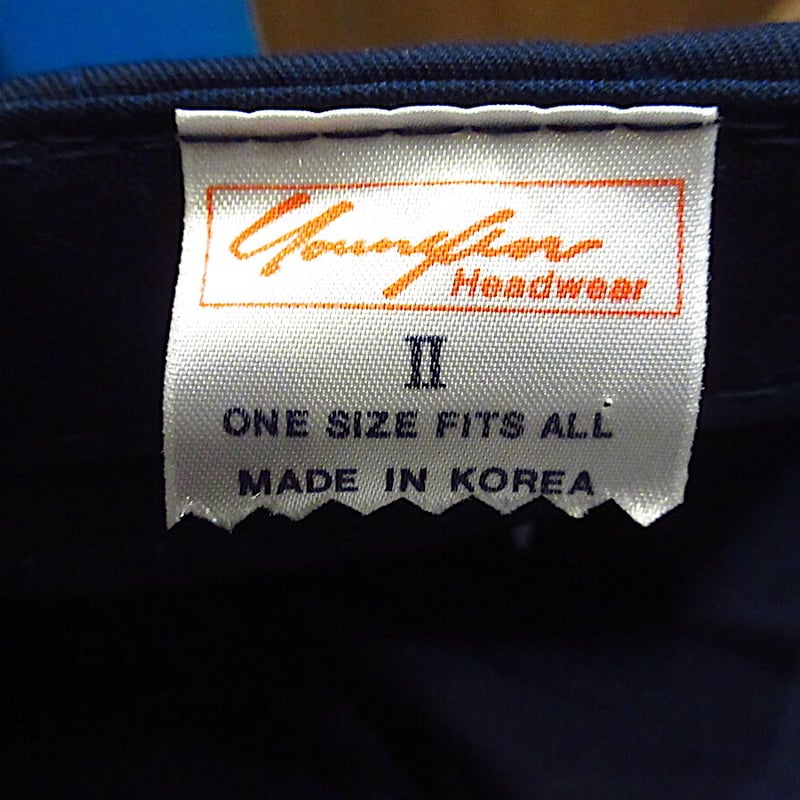 Youngan
Headwear
II
ONE SIZE FITS ALL
MADE IN KOREA